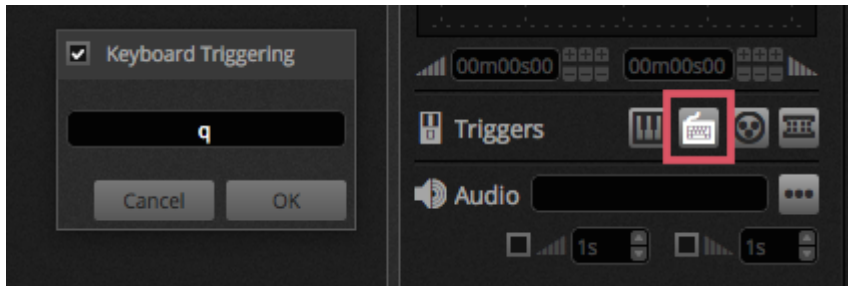 Keyboard Triggering
q
Cancel OK
00m00s00 00m00s00
Triggers
Audio
1s 1s